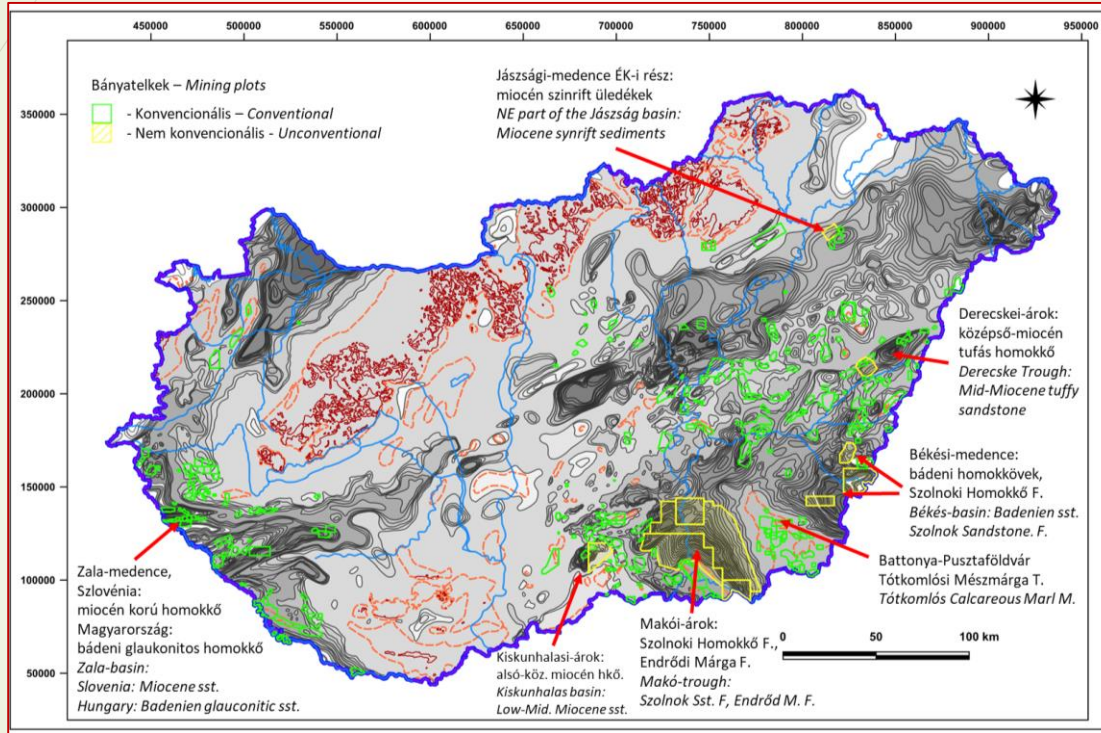 450000 500000 550000 600000 650000 700000 750000 800000 850000 900000 950000
350000
300000
250000
200000
150000
100000
50000
Bányatelkek – Mining plots
- Konvencionális – Conventional
- Nem konvencionális - Unconventional
Jászsági-medence ÉK-i rész:
miocén szinrift üledékek
NE part of the Jászság basin:
Miocene synrift sediments
Derecskei-árok:
középső-miocén
tufás homokkő
Derecske Trough:
Mid-Miocene tuffy
sandstone
Békési-medence:
bádeni homokkövek,
Szolnoki Homokkő F.
Békés-basin: Badenien sst.
Szolnok Sandstone. F.
Battonya-Pusztaföldvár
Tótkomlósi Mészmárga T.
Tótkomlós Calcareous Marl M.
Zala-medence,
Szlovénia:
miocén korú homokkő
Magyarország:
bádeni glaukonitos homokkő
Zala-basin:
Slovenia: Miocene sst.
Hungary: Badenien glauconitic sst.
Kiskunhalasi-árok:
alsó-köz. miocén hkő.
Kiskunhalas basin:
Low-Mid. Miocene sst.
Makói-árok:
Szolnoki Homokkő F.,
Endrődi Márga F.
Makó-trough:
Szolnok Sst. F, Endrőd M. F.
0 50 100 km